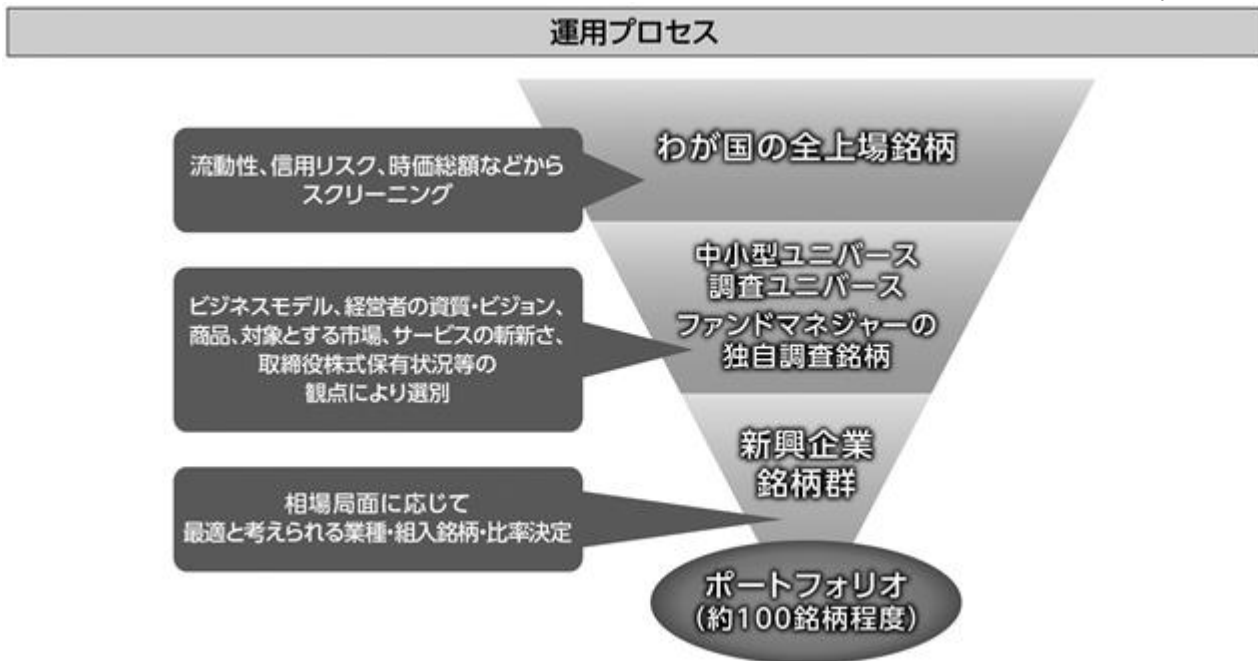 運用プロセス
わが国の全上場銘柄
流動性、信用リスク、時価総額などから
スクリーニング
中小型ユニバース
調査ユニバース
ファンドマネジャーの
独自調査銘柄
ビジネスモデル、経営者の資質・ビジョン、
商品、対象とする市場、サービスの斬新さ、
取締役株式保有状況等の
観点により選別
新興企業
銘柄群
相場局面に応じて
最適と考えられる業種・組入銘柄・比率決定
ポートフォリオ
(約100銘柄程度)